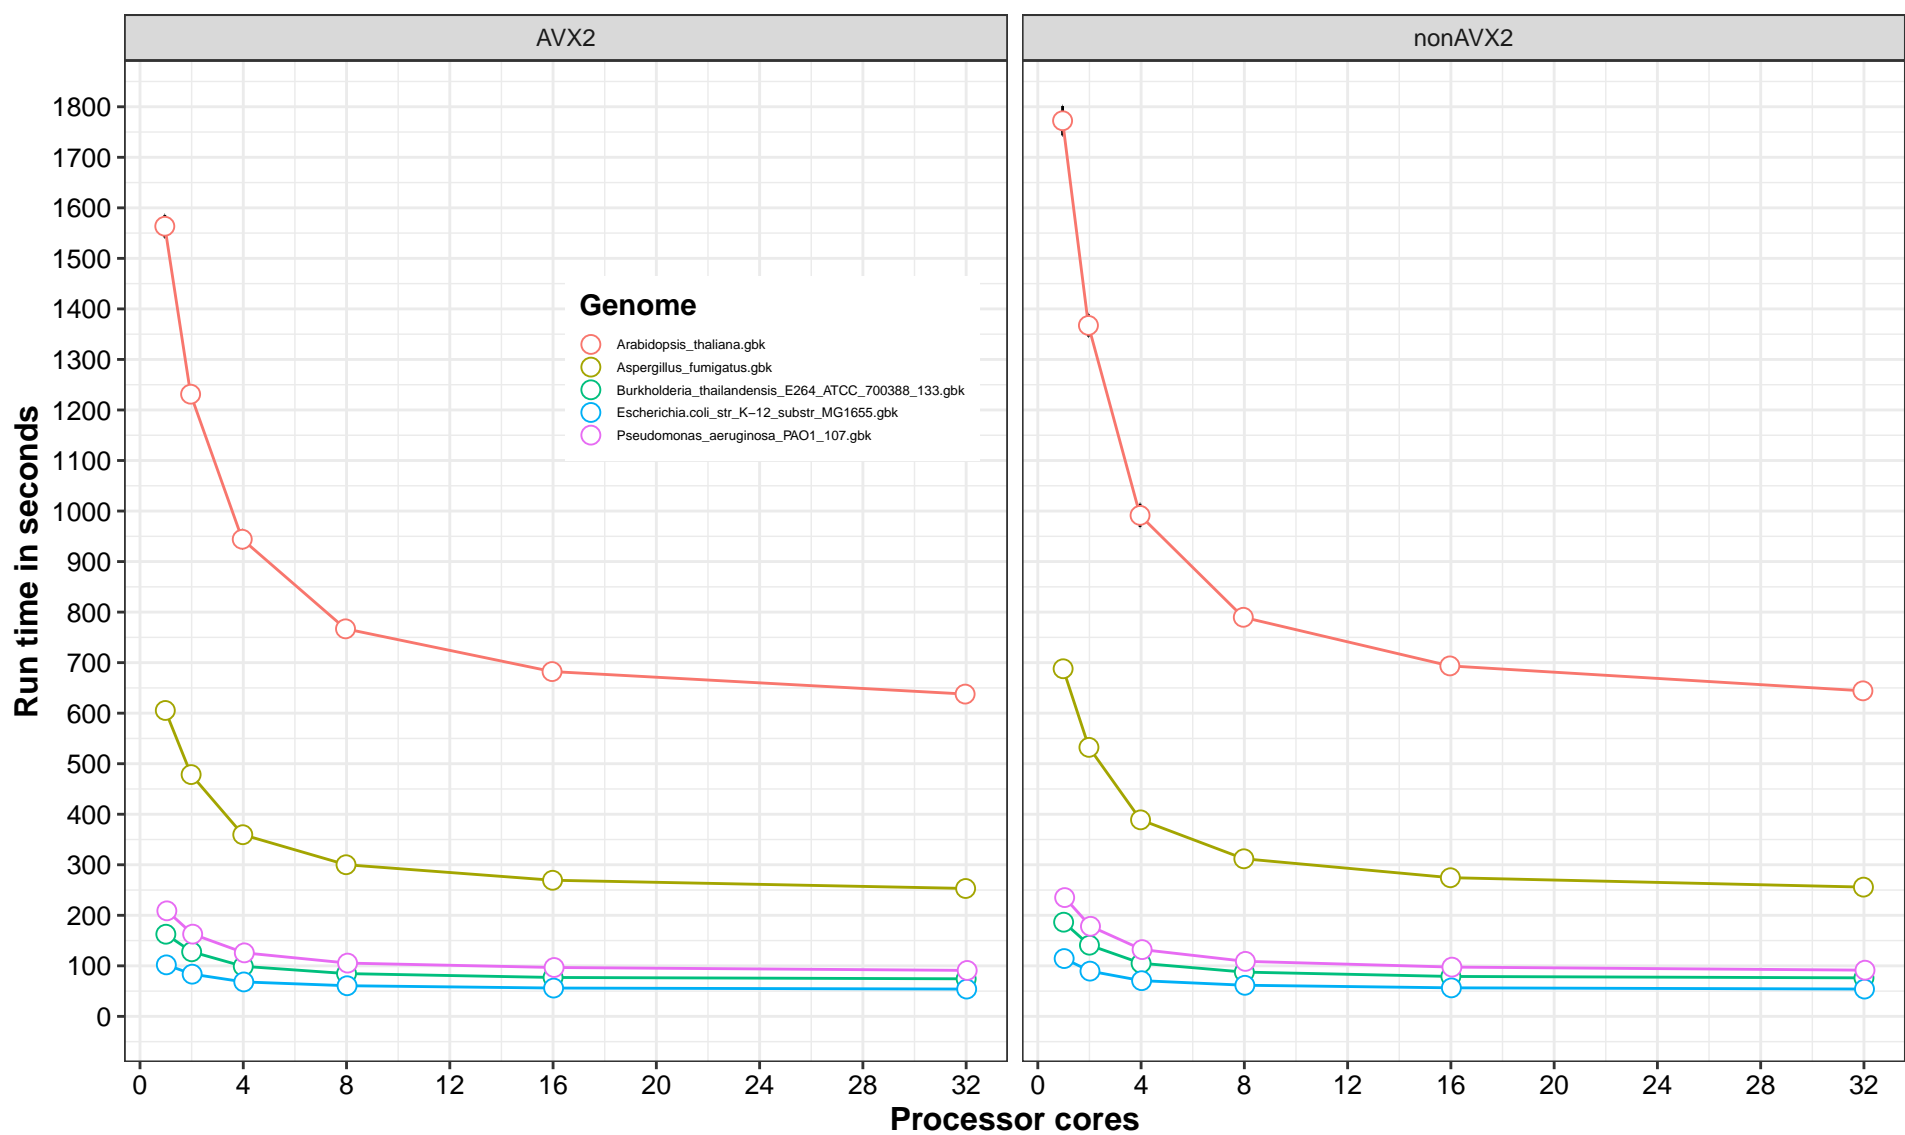 AVX2
nonAVX2
Run time in seconds
1800
1700
1600
1500
1400
1300
1200
1100
1000
900
800
700
600
500
400
300
200
100
0
Genome
Arabidopsis_thaliana.gbk
Aspergillus_fumigatus.gbk
Burkholderia_thailandensis_E264_ATCC_700388_133.gbk
Escherichia.coli_str_K−12_substr_MG1655.gbk
Pseudomonas_aeruginosa_PAO1_107.gbk
0 4 8 12 16 20 24 28 32
0 4 8 12 16 20 24 28 32
Processor cores